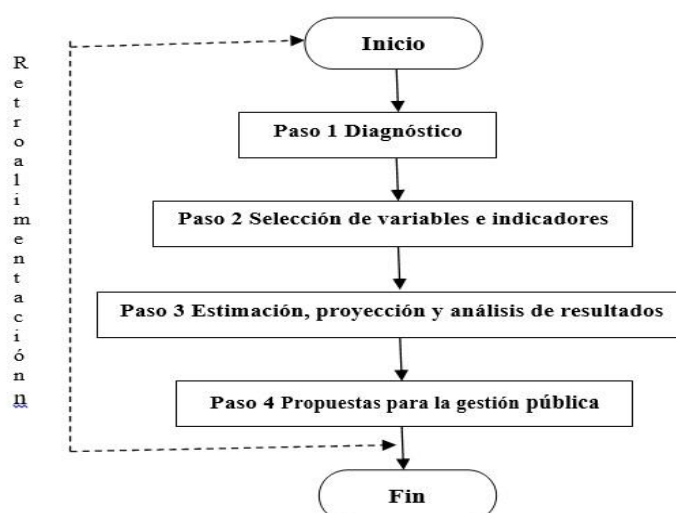 Inicio
Paso 1 Diagnóstico
Paso 2 Selección de variables e indicadores
Paso 3 Estimación, proyección y análisis de resultados
Paso 4 Propuestas para la gestión pública
Fin
Retroalimentaciónn